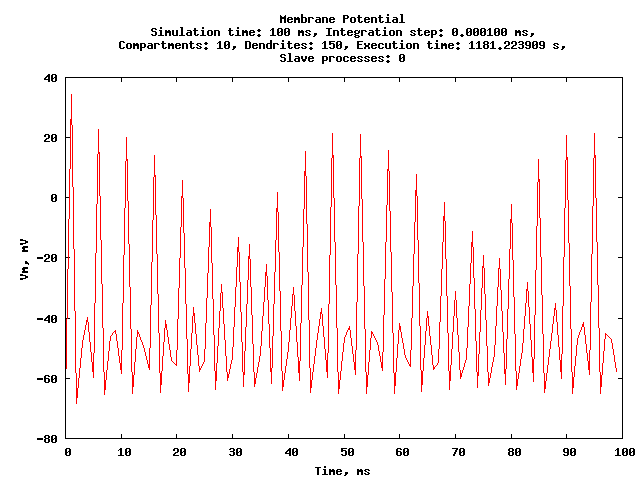 Membrane Potential
Simulation time: 100 ms, Integration step: 0.000100 ms,
Compartments: 10, Dendrites: 150, Execution time: 1181.223909 s,
Slave processes: 0
40
20
0
-20
-40
-60
-80
Vm, mV
0 10 20 30 40 50 60 70 80 90 100
Time, ms